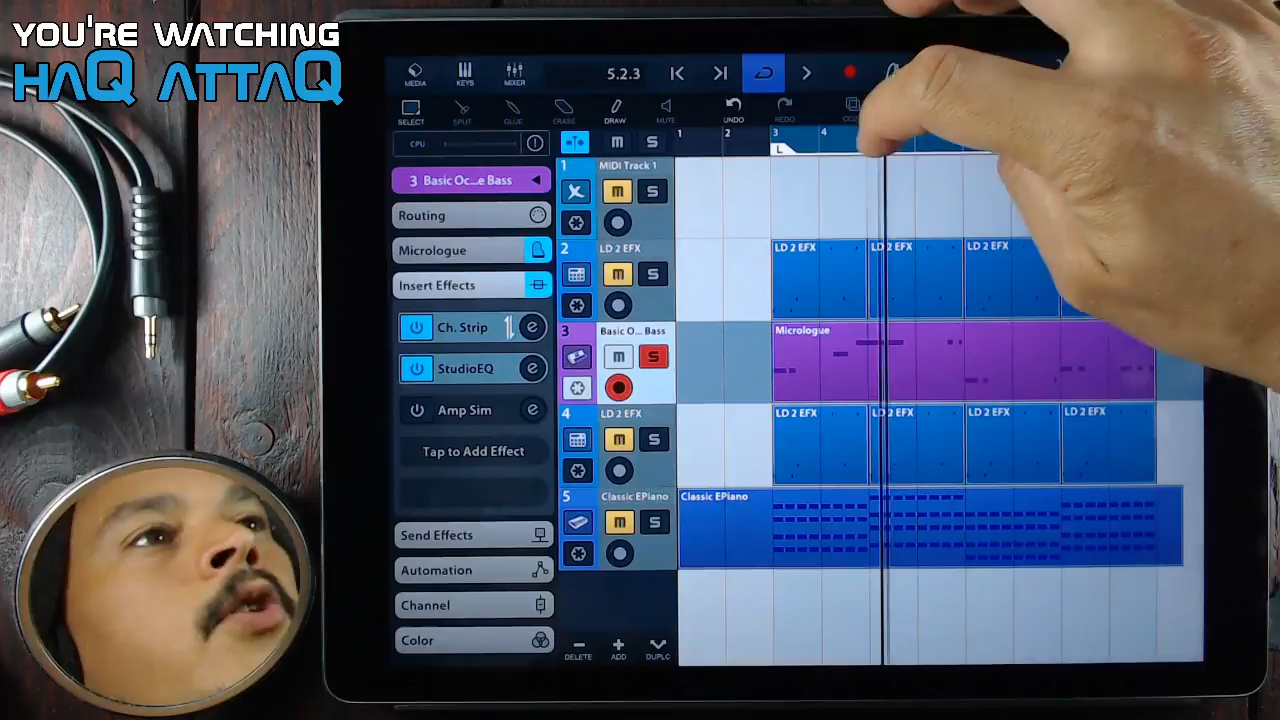 YOU'RE WATCHING
HAQ ATTAQ
MEDIA KEYS MIXER 5.2.3
SELECT SPLIT GLUE ERASE DRAW MUTE UNDO REDO
CPU m S 1 2 3 4
L
3 Basic Oc...e Bass
Routing
Micrologue
Insert Effects
Ch. Strip e
StudioEQ e
Amp Sim e
Tap to Add Effect
Send Effects
Automation
Channel
Color
1 MIDI Track 1
m S
2 LD 2 EFX
m S
3 Basic O... Bass
m S
4 LD 2 EFX
m S
5 Classic EPiano
m S
DELETE ADD DUPLC
LD 2 EFX LD 2 EFX LD 2 EFX
Micrologue
LD 2 EFX LD 2 EFX LD 2 EFX LD 2 EFX
Classic EPiano